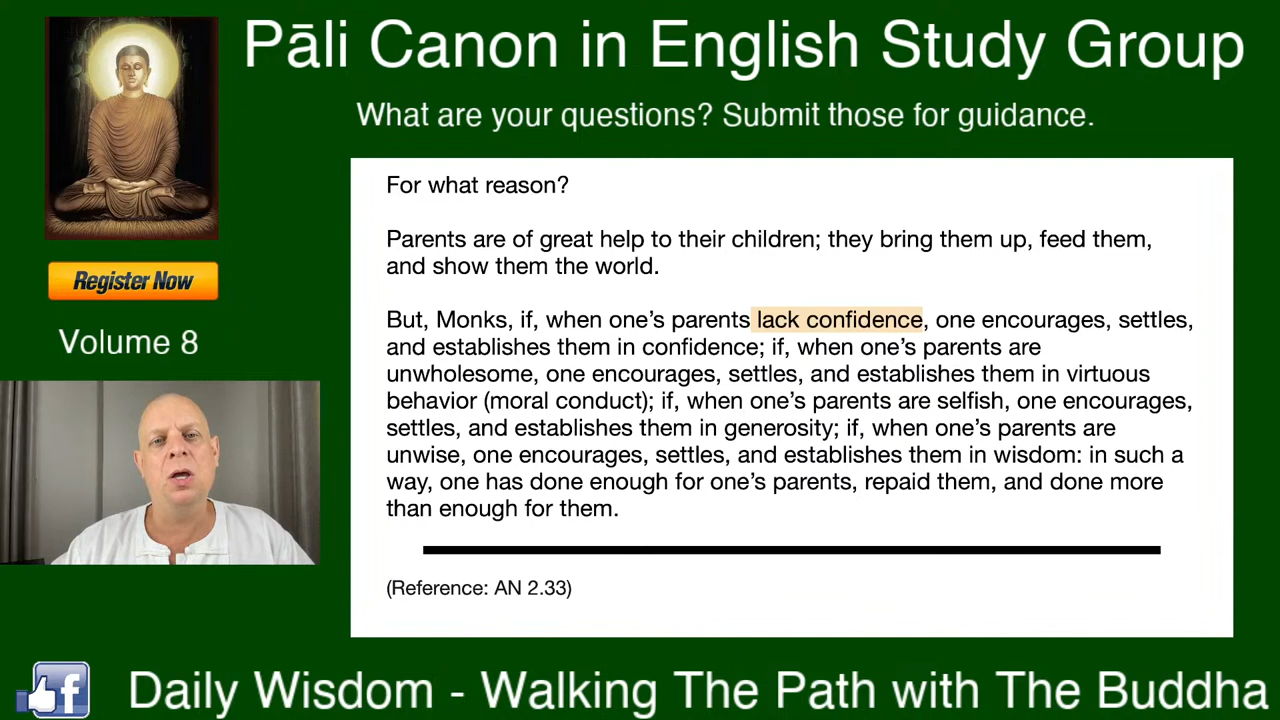 Pāli Canon in English Study Group
What are your questions? Submit those for guidance.
Register Now
Volume 8
For what reason?
Parents are of great help to their children; they bring them up, feed them,
and show them the world.
But, Monks, if, when one’s parents lack confidence, one encourages, settles,
and establishes them in confidence; if, when one’s parents are
unwholesome, one encourages, settles, and establishes them in virtuous
behavior (moral conduct); if, when one’s parents are selfish, one encourages,
settles, and establishes them in generosity; if, when one’s parents are
unwise, one encourages, settles, and establishes them in wisdom: in such a
way, one has done enough for one’s parents, repaid them, and done more
than enough for them.
(Reference: AN 2.33)
f
Daily Wisdom - Walking The Path with The Buddha